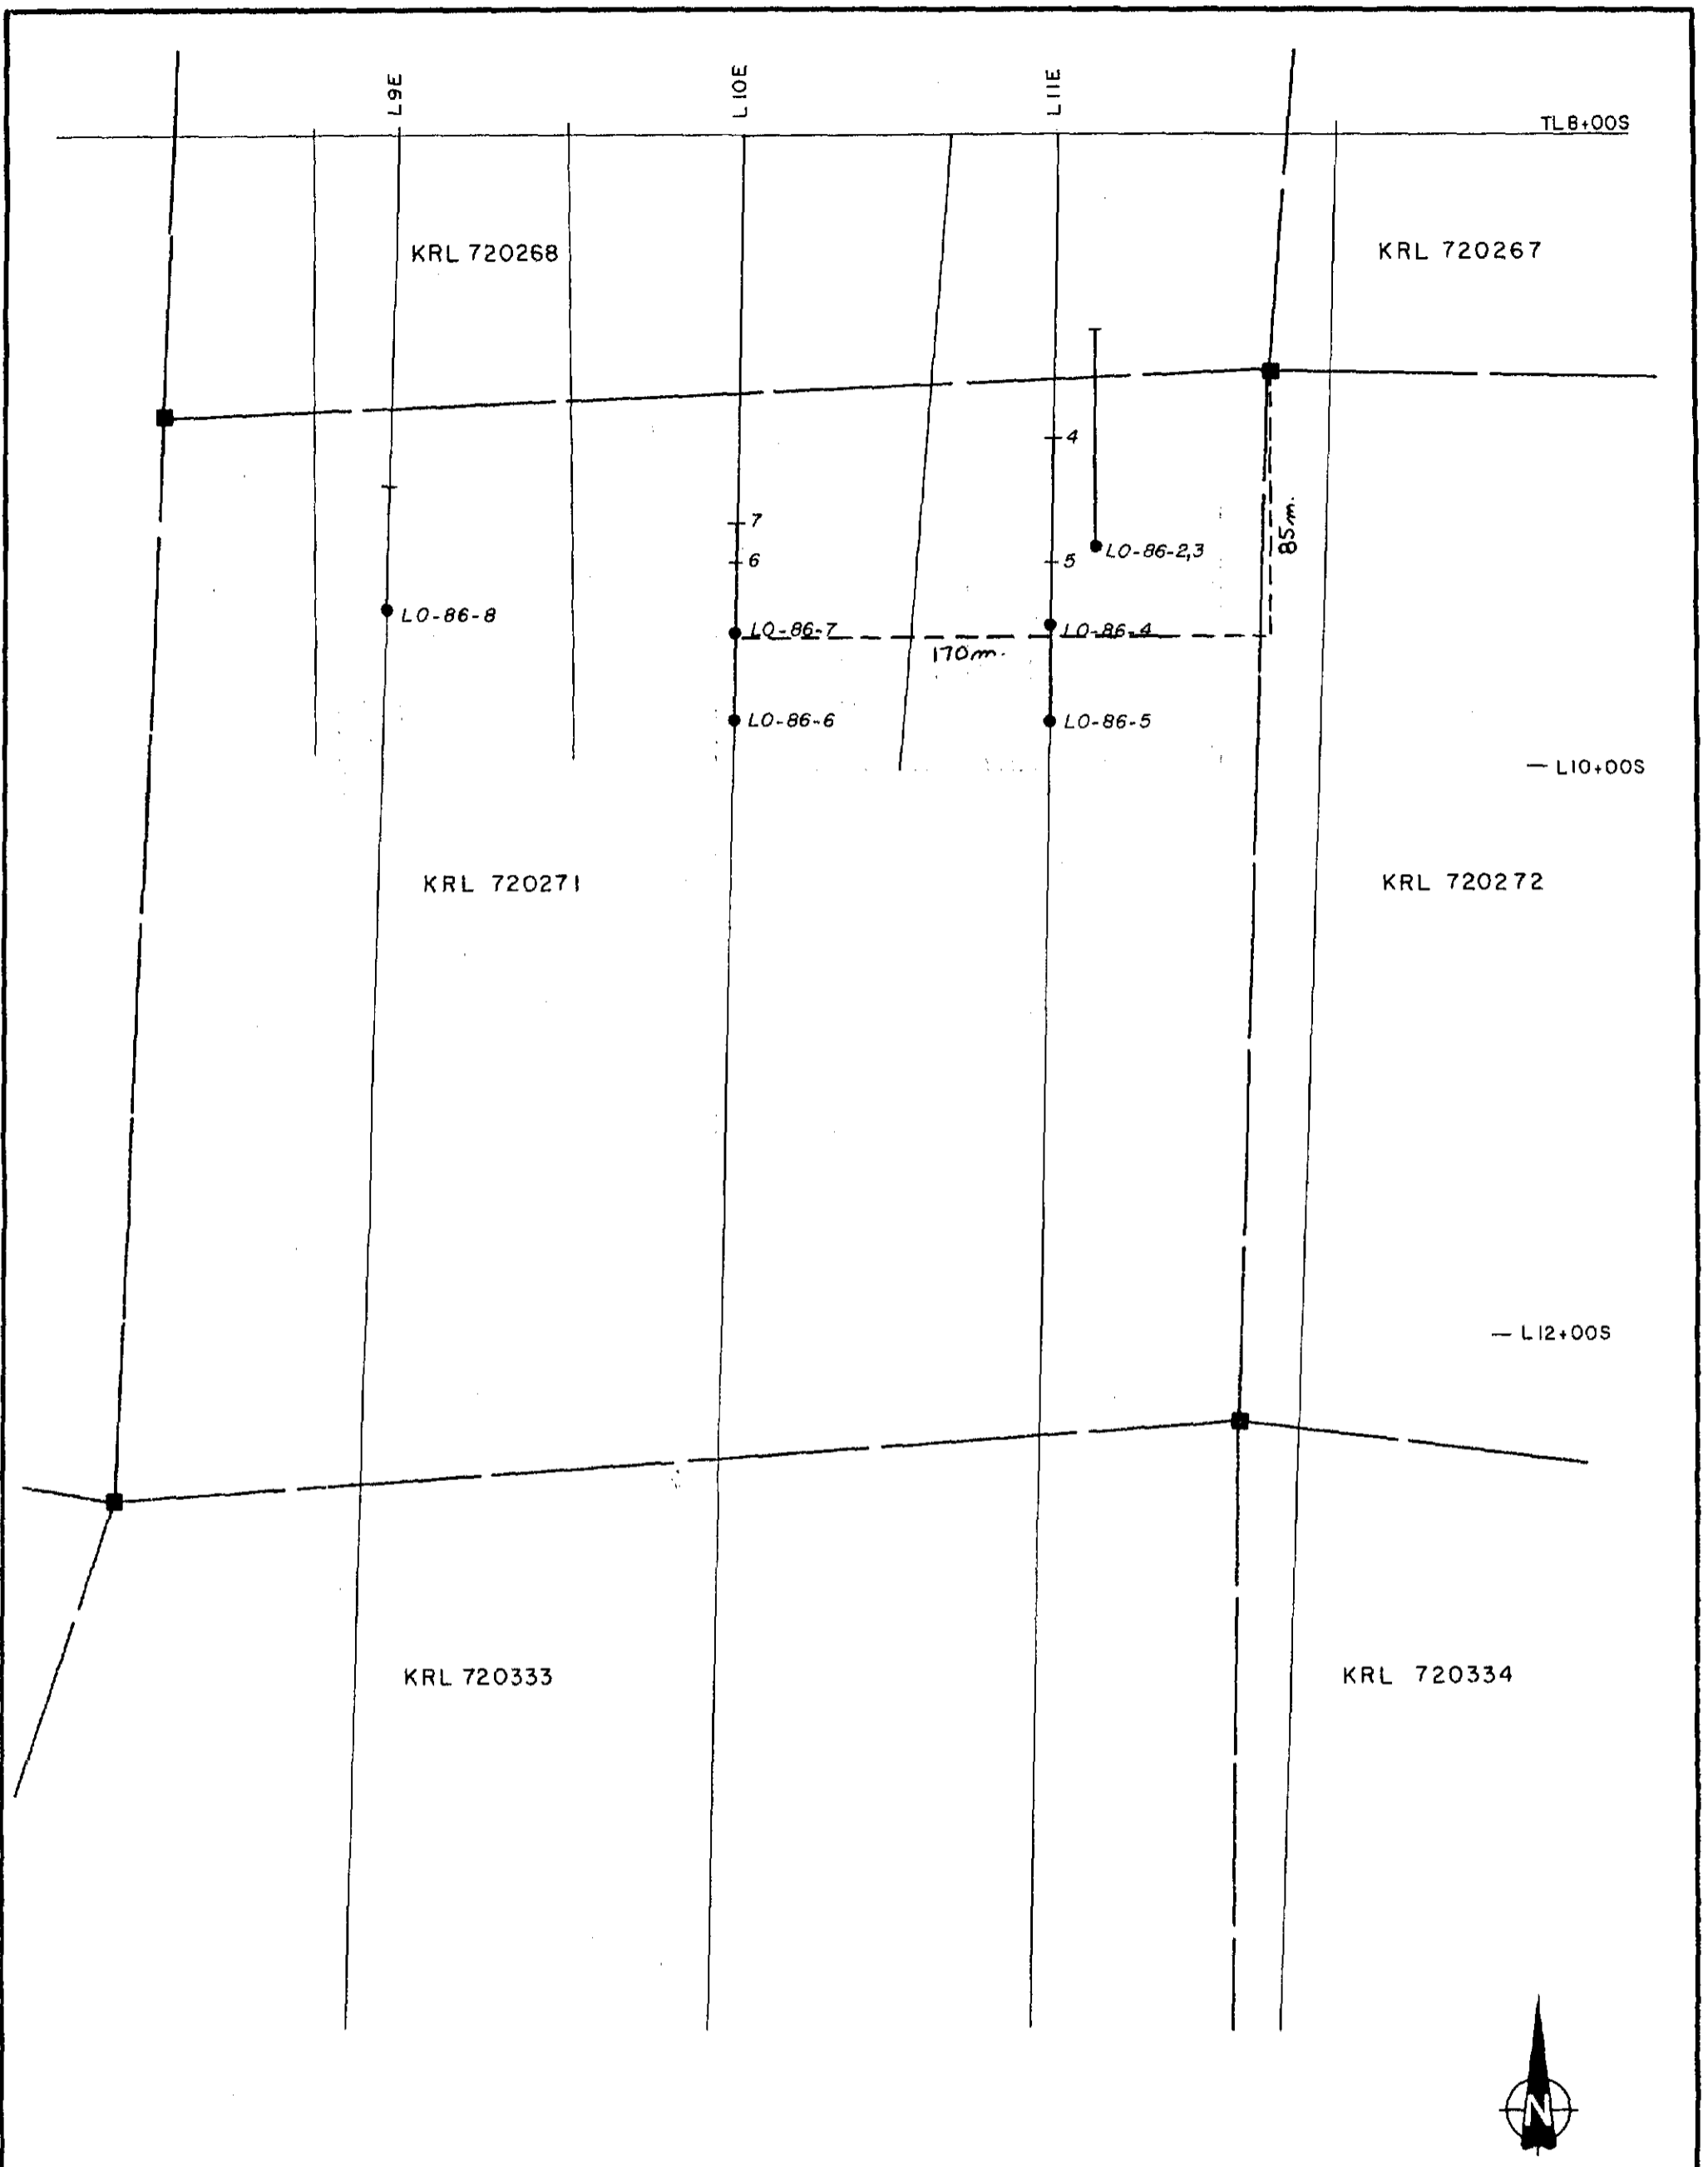 L9E
L10E
L11E
TL8+00S
KRL 720268
KRL 720267
4
7
6
5
LO-86-2,3
85m.
LO-86-8
LO-86-7
LO-86-4
170m.
LO-86-6
LO-86-5
L10+00S
KRL 720271
KRL 720272
L12+00S
KRL 720333
KRL 720334
N